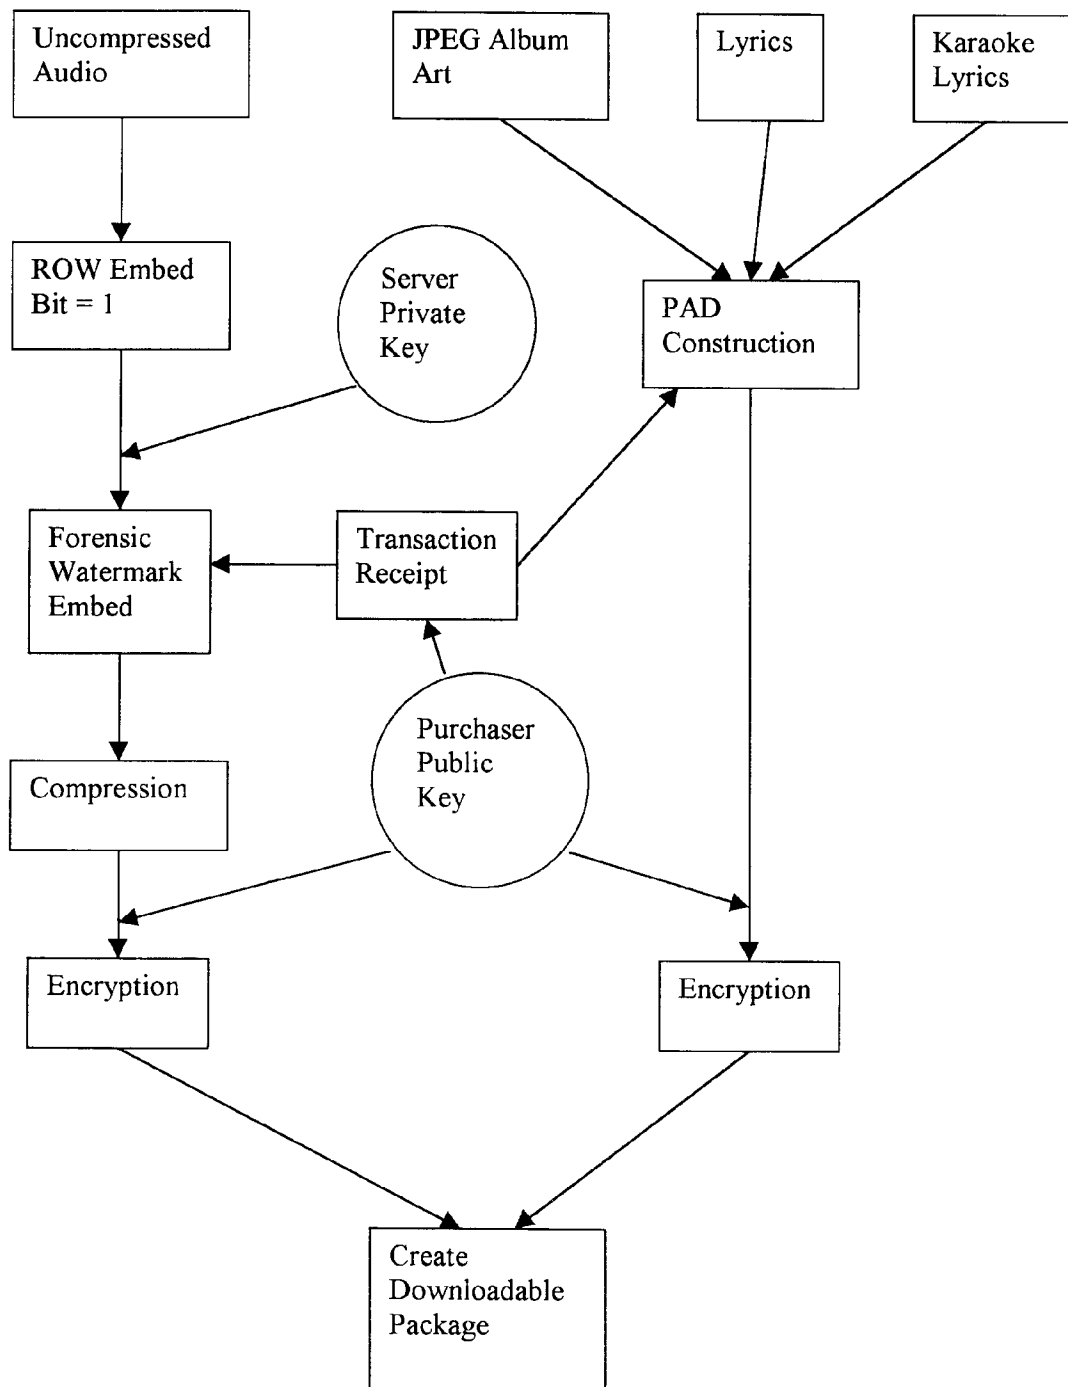 Uncompressed
Audio
JPEG Album
Art
Lyrics
Karaoke
Lyrics
ROW Embed
Bit = 1
Server
Private
Key
PAD
Construction
Forensic
Watermark
Embed
Transaction
Receipt
Purchaser
Public
Key
Compression
Encryption
Encryption
Create
Downloadable
Package